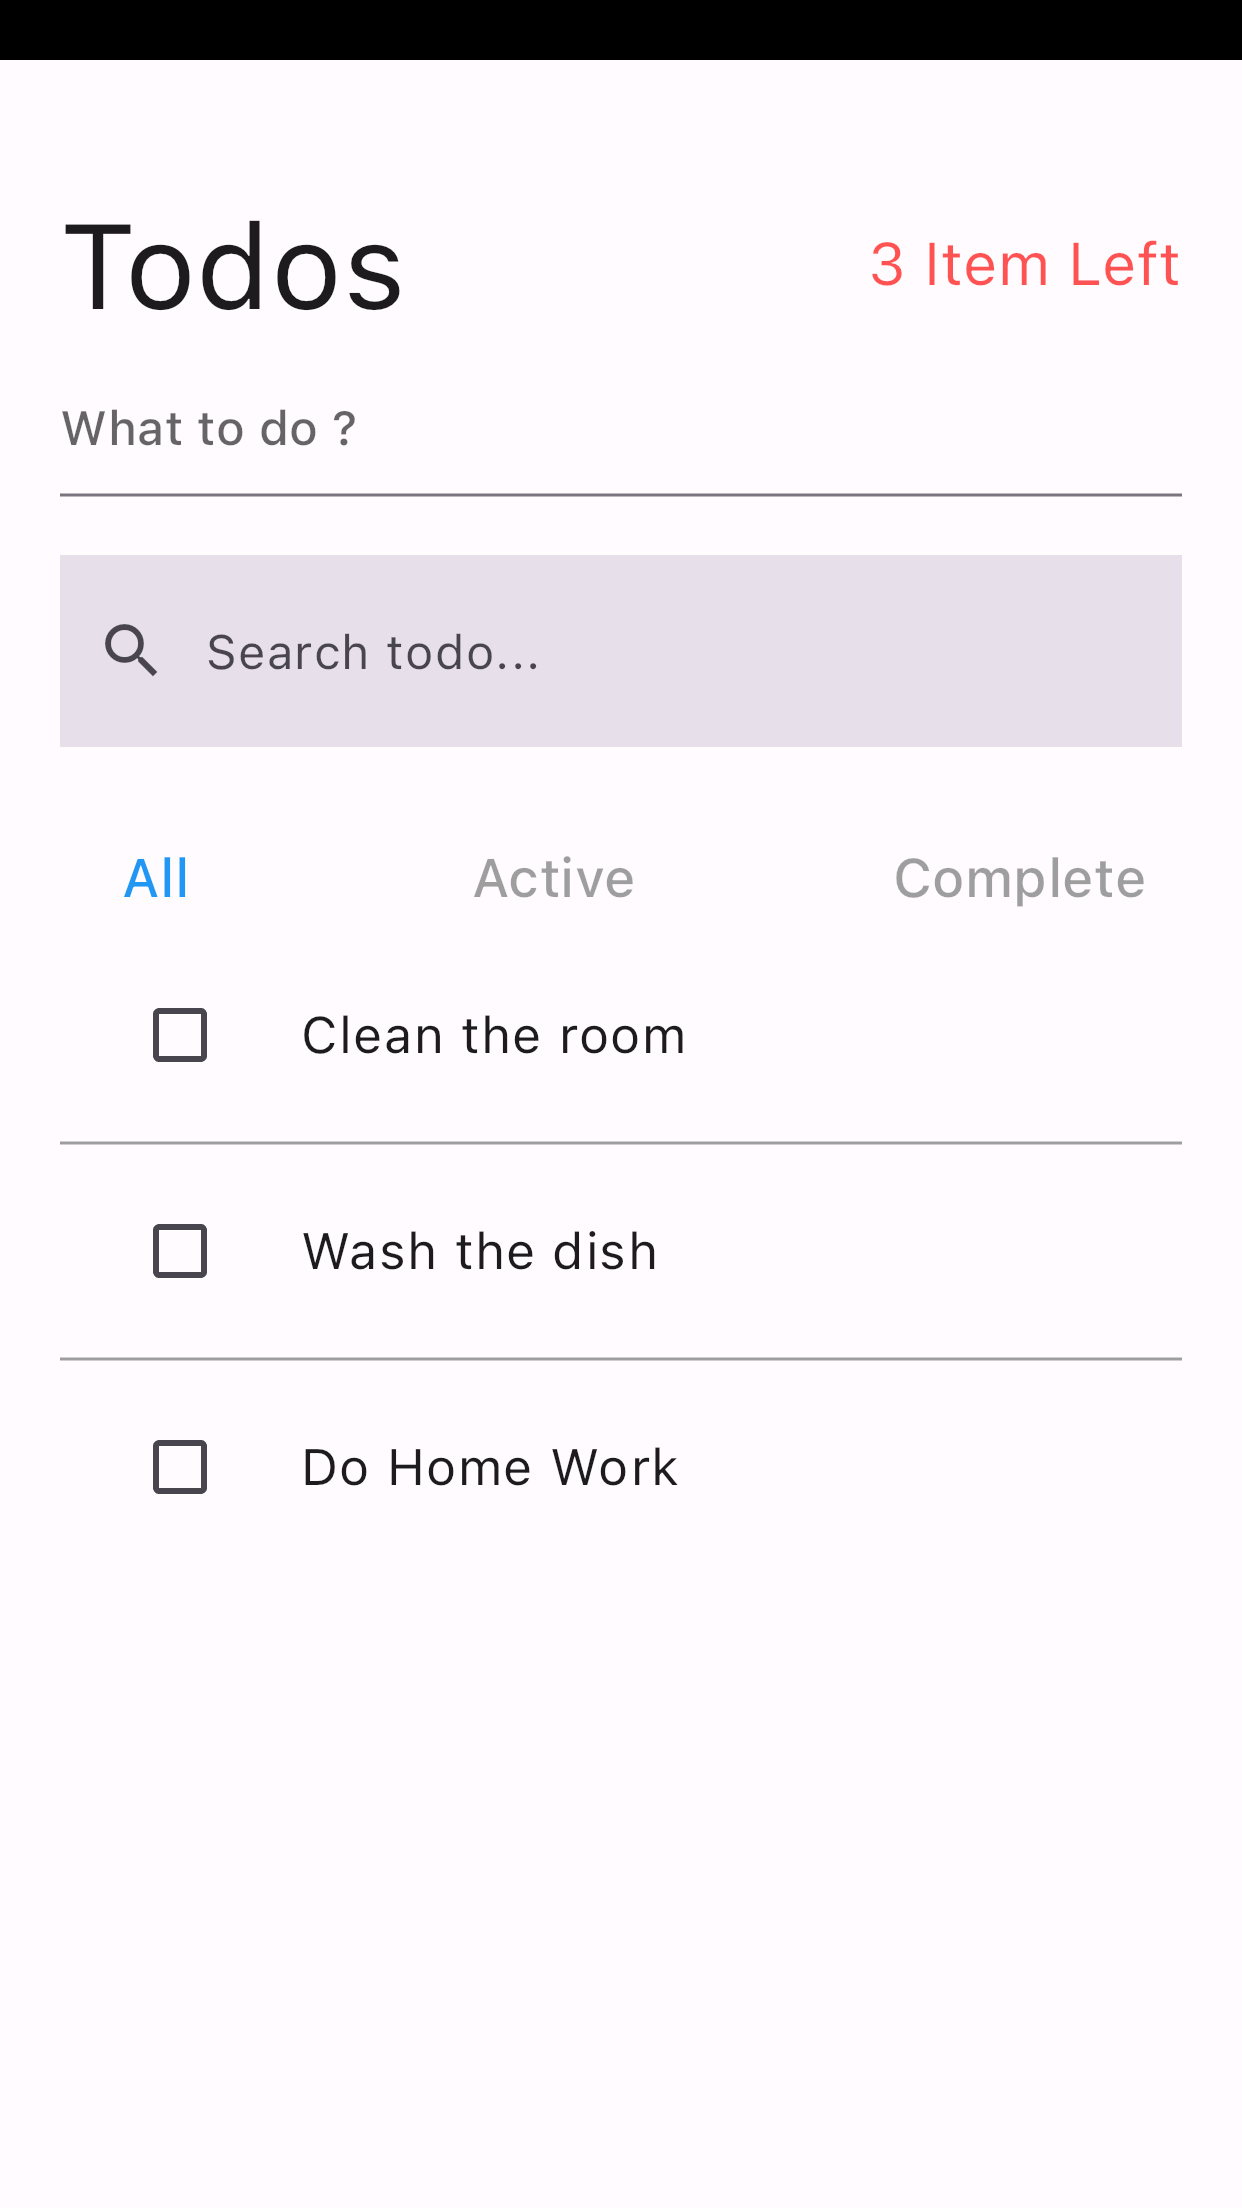 Todos
3 Item Left
What to do ?
Search todo...
All Active Complete
Clean the room
Wash the dish
Do Home Work